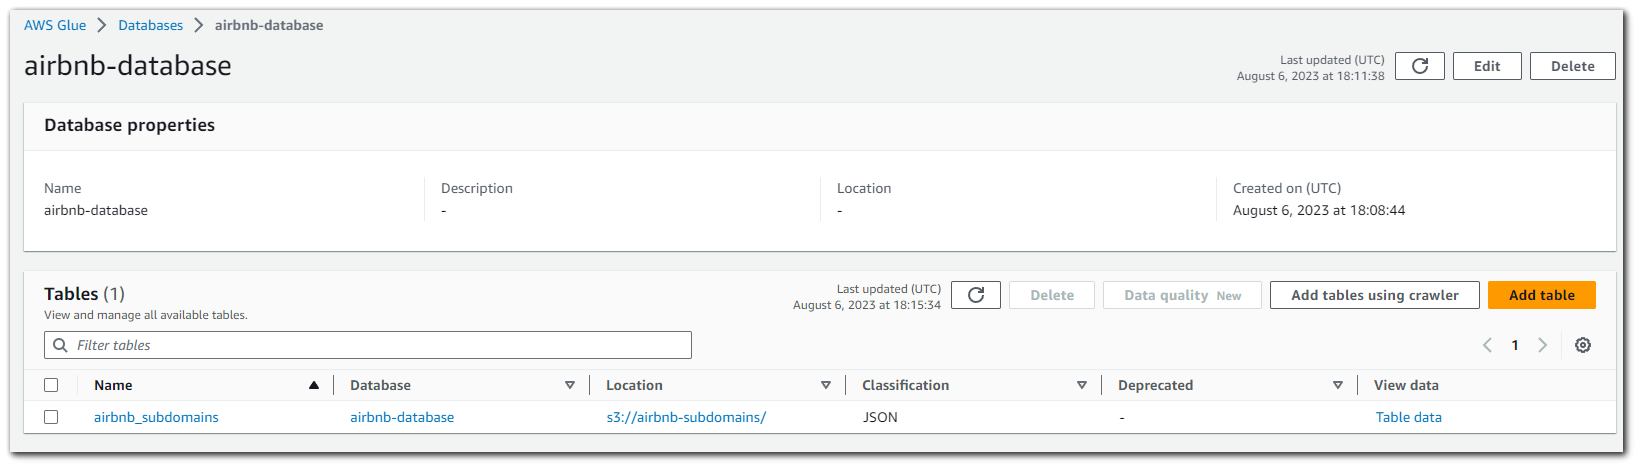 AWS Glue > Databases > airbnb-database
airbnb-database
Last updated (UTC)
August 6, 2023 at 18:11:38
Edit
Delete
Database properties
Name
airbnb-database
Description
-
Location
-
Created on (UTC)
August 6, 2023 at 18:08:44
Tables (1)
View and manage all available tables.
Last updated (UTC)
August 6, 2023 at 18:15:34
Delete
Data quality New
Add tables using crawler
Add table
Filter tables
1
Name Database Location Classification Deprecated View data
airbnb_subdomains airbnb-database s3://airbnb-subdomains/ JSON - Table data